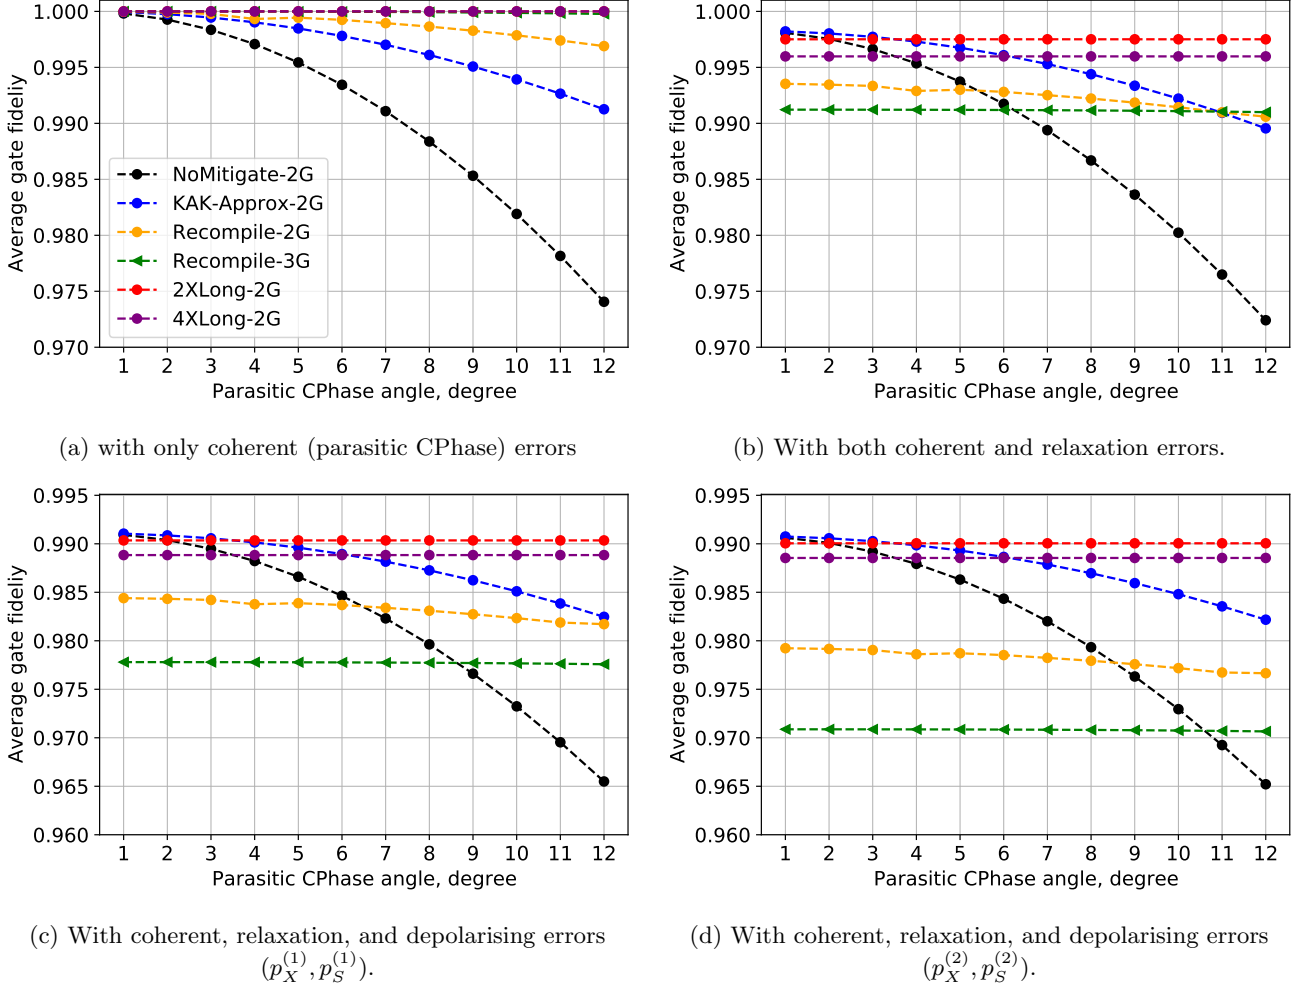 1.000
0.995
0.990
0.985
0.980
0.975
0.970
Average gate fideliy
NoMitigate-2G
KAK-Approx-2G
Recompile-2G
Recompile-3G
2XLong-2G
4XLong-2G
1 2 3 4 5 6 7 8 9 10 11 12
Parasitic CPhase angle, degree
(a) with only coherent (parasitic CPhase) errors
1.000
0.995
0.990
0.985
0.980
0.975
0.970
Average gate fideliy
1 2 3 4 5 6 7 8 9 10 11 12
Parasitic CPhase angle, degree
(b) With both coherent and relaxation errors.
0.995
0.990
0.985
0.980
0.975
0.970
0.965
0.960
Average gate fideliy
1 2 3 4 5 6 7 8 9 10 11 12
Parasitic CPhase angle, degree
(c) With coherent, relaxation, and depolarising errors
(p_X^{(1)}, p_S^{(1)}).
0.995
0.990
0.985
0.980
0.975
0.970
0.965
0.960
Average gate fideliy
1 2 3 4 5 6 7 8 9 10 11 12
Parasitic CPhase angle, degree
(d) With coherent, relaxation, and depolarising errors
(p_X^{(2)}, p_S^{(2)}).